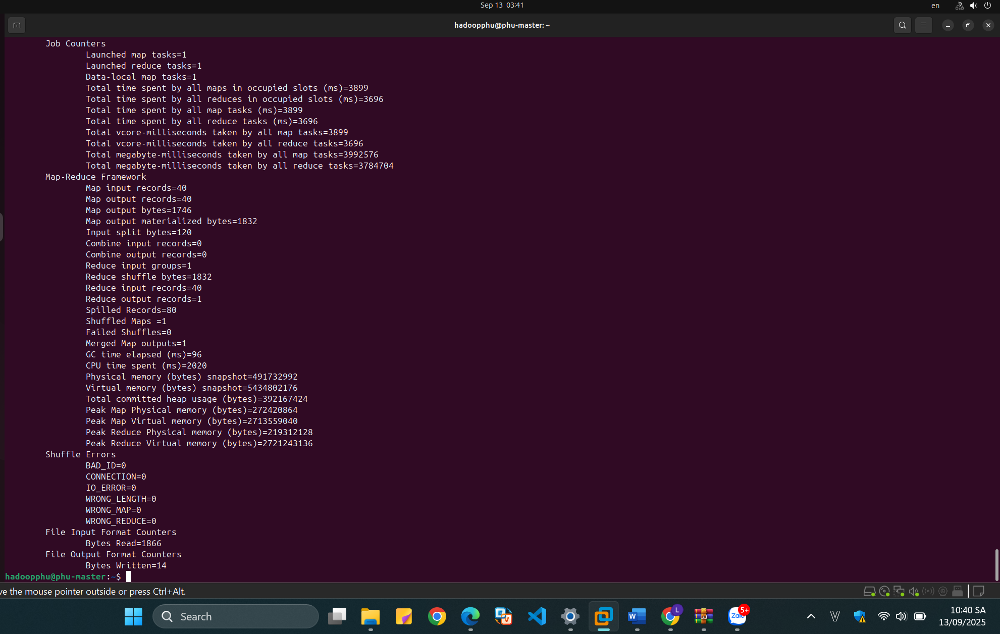 Sep 13 03:41
en
hadoopphu@phu-master: ~
Job Counters
Launched map tasks=1
Launched reduce tasks=1
Data-local map tasks=1
Total time spent by all maps in occupied slots (ms)=3899
Total time spent by all reduces in occupied slots (ms)=3696
Total time spent by all map tasks (ms)=3899
Total time spent by all reduce tasks (ms)=3696
Total vcore-milliseconds taken by all map tasks=3899
Total vcore-milliseconds taken by all reduce tasks=3696
Total megabyte-milliseconds taken by all map tasks=3992576
Total megabyte-milliseconds taken by all reduce tasks=3784704
Map-Reduce Framework
Map input records=40
Map output records=40
Map output bytes=1746
Map output materialized bytes=1832
Input split bytes=120
Combine input records=0
Combine output records=0
Reduce input groups=1
Reduce shuffle bytes=1832
Reduce input records=40
Reduce output records=1
Spilled Records=80
Shuffled Maps =1
Failed Shuffles=0
Merged Map outputs=1
GC time elapsed (ms)=96
CPU time spent (ms)=2020
Physical memory (bytes) snapshot=491732992
Virtual memory (bytes) snapshot=5434802176
Total committed heap usage (bytes)=392167424
Peak Map Physical memory (bytes)=272420864
Peak Map Virtual memory (bytes)=2713559040
Peak Reduce Physical memory (bytes)=219312128
Peak Reduce Virtual memory (bytes)=2721243136
Shuffle Errors
BAD_ID=0
CONNECTION=0
IO_ERROR=0
WRONG_LENGTH=0
WRONG_MAP=0
WRONG_REDUCE=0
File Input Format Counters
Bytes Read=1866
File Output Format Counters
Bytes Written=14
hadoopphu@phu-master:~$
ve the mouse pointer outside or press Ctrl+Alt.
Search
W
L
Zalo
5+
V
10:40 SA
13/09/2025